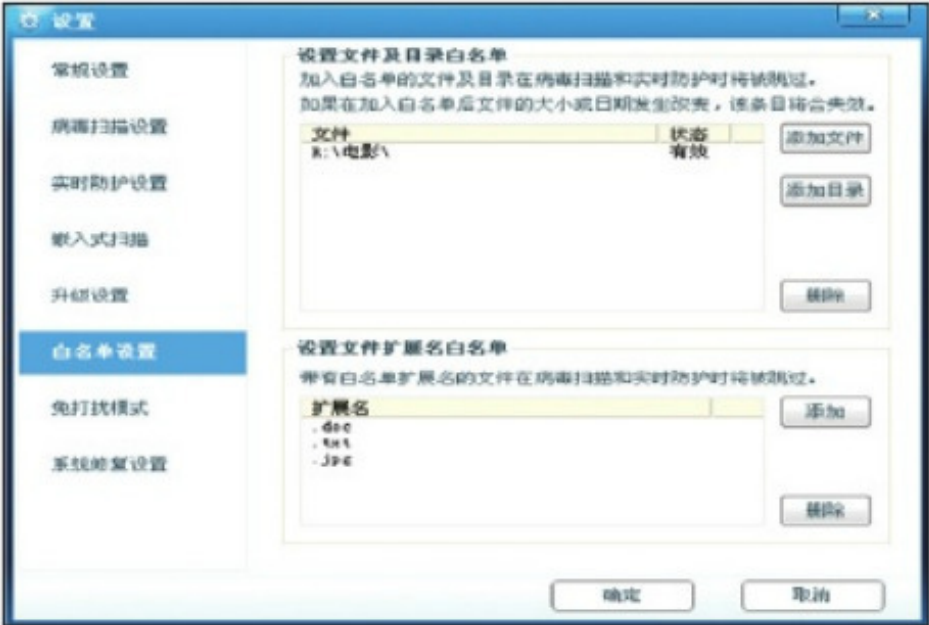 设置
常规设置
病毒扫描设置
实时防护设置
嵌入式扫描
升级设置
白名单设置
免打扰模式
系统修复设置
设置文件及目录白名单
加入白名单的文件及目录在病毒扫描和实时防护时将被跳过。
如果在加入白名单后文件的大小或日期发生改变，该条目将会失效。
文件 状态
:\电影\ 有效
添加文件
添加目录
删除
设置文件扩展名白名单
带有白名单扩展名的文件在病毒扫描和实时防护时将被跳过。
扩展名
.doc
.txt
.jpg
添加
删除
确定 取消